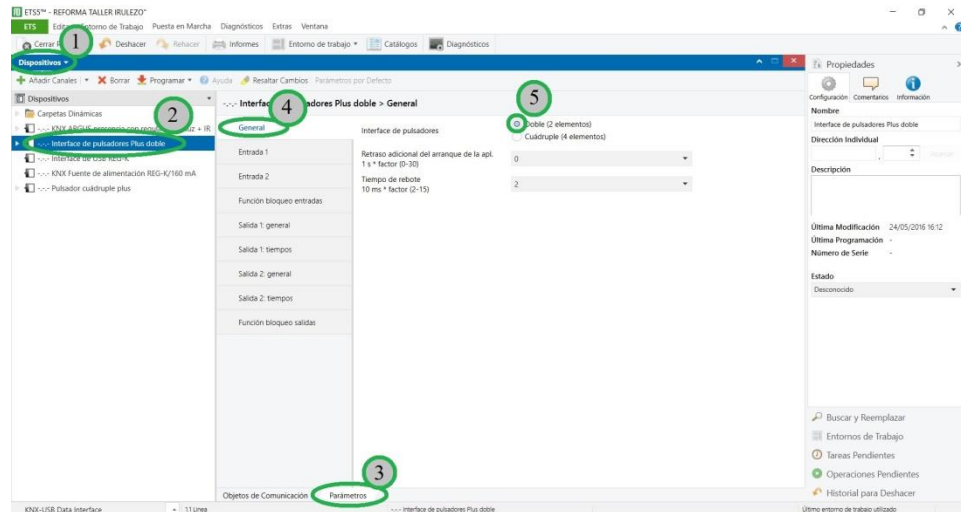 ETS5™ - REFORMA TALLER IRULEZO"
ETS Editar Entorno de Trabajo Puesta en Marcha Diagnósticos Extras Ventana
Cerrar Deshacer Rehacer Informes Entorno de trabajo Catálogos Diagnósticos
1
Dispositivos
Añadir Canales Borrar Programar Ayuda Resaltar Cambios Parámetros por Defecto
Dispositivos
Carpetas Dinámicas
2
-.-.- KNX ARGUS presencia con + IR
-.-.- Interface de pulsadores Plus doble
-.-.- Interface de USB REG-K
-.-.- KNX Fuente de alimentación REG-K/160 mA
-.-.- Pulsador cuádruple plus
-.-.- Plus doble > General
4
General
Entrada 1
Entrada 2
Función bloqueo entradas
Salida 1: general
Salida 1: tiempos
Salida 2: general
Salida 2: tiempos
Función bloqueo salidas
5
Interface de pulsadores
Doble (2 elementos)
Cuádruple (4 elementos)
Retraso adicional del arranque de la apl.
1 s * factor (0-30)
0
Tiempo de rebote
10 ms * factor (2-15)
2
3
Objetos de Comunicación Parámetros
Propiedades
Configuración Comentarios Información
Nombre
Interface de pulsadores Plus doble
Dirección Individual
.
Descripción
Última Modificación 24/05/2016 16:12
Última Programación -
Número de Serie -
Estado
Desconocido
Buscar y Reemplazar
Entornos de Trabajo
Tareas Pendientes
Operaciones Pendientes
Historial para Deshacer
KNX-USB Data Interface 1.1 Línea -.-.- Interface de pulsadores Plus doble Último entorno de trabajo utilizado